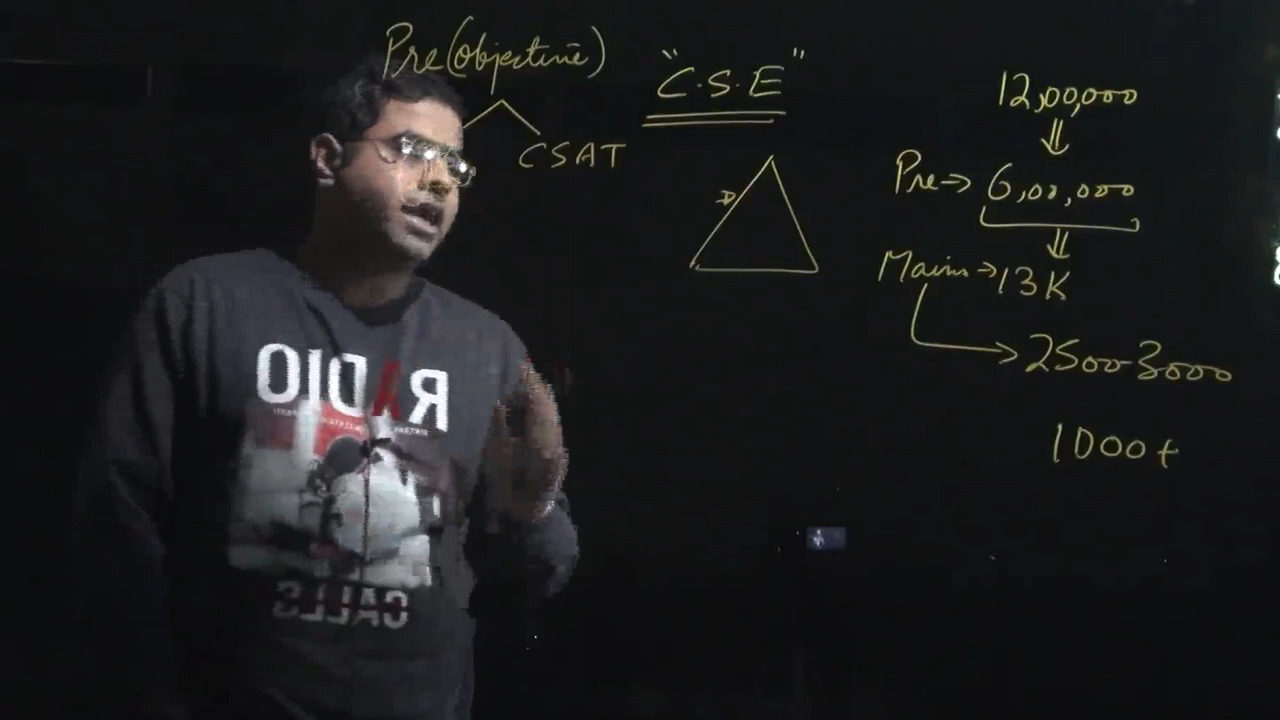 Pre(Objective)
CSAT
"C.S.E"
12,00,000
Pre→ 6,00,000
Mains→13K
2500-3000
1000+
RADIO
CALLS